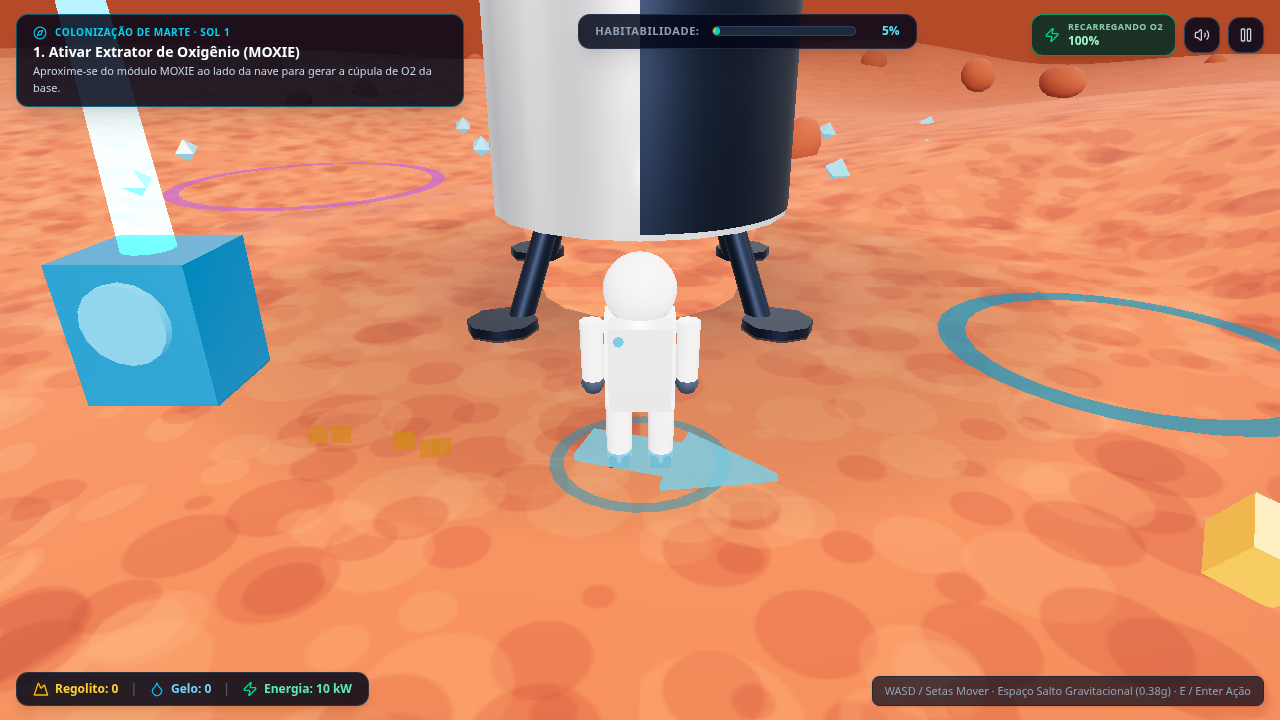 COLONIZAÇÃO DE MARTE · SOL 1
1. Ativar Extrator de Oxigênio (MOXIE)
Aproxime-se do módulo MOXIE ao lado da nave para gerar a cúpula de O2 da
base.
HABITABILIDADE:
5%
RECARREGANDO O2
100%
Regolito: 0 | Gelo: 0 | Energia: 10 kW
WASD / Setas Mover · Espaço Salto Gravitacional (0.38g) · E / Enter Ação